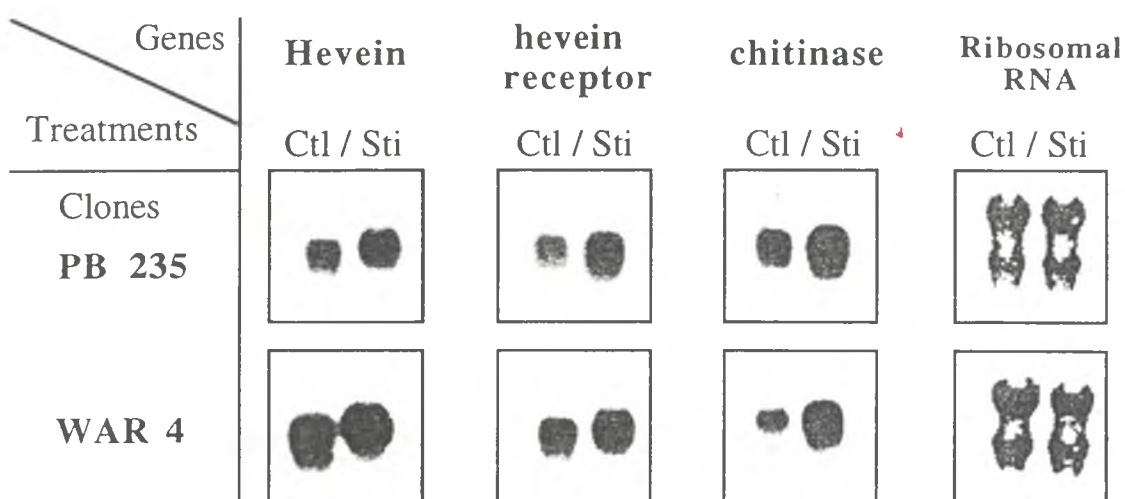 Genes
Treatments
Hevein
hevein
receptor
chitinase
Ribosomal
RNA
Ctl / Sti
Ctl / Sti
Ctl / Sti
Ctl / Sti
Clones
PB 235
WAR 4